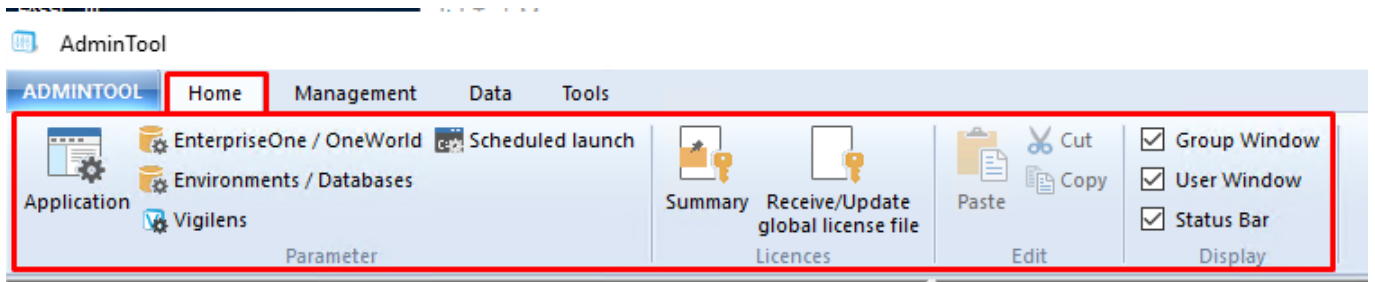 AdminTool
ADMINTOOL Home Management Data Tools
Application
EnterpriseOne / OneWorld
Environments / Databases
Vigilens
Scheduled launch
Parameter
Summary
Receive/Update
global license file
Licences
Paste
Cut
Copy
Edit
Group Window
User Window
Status Bar
Display